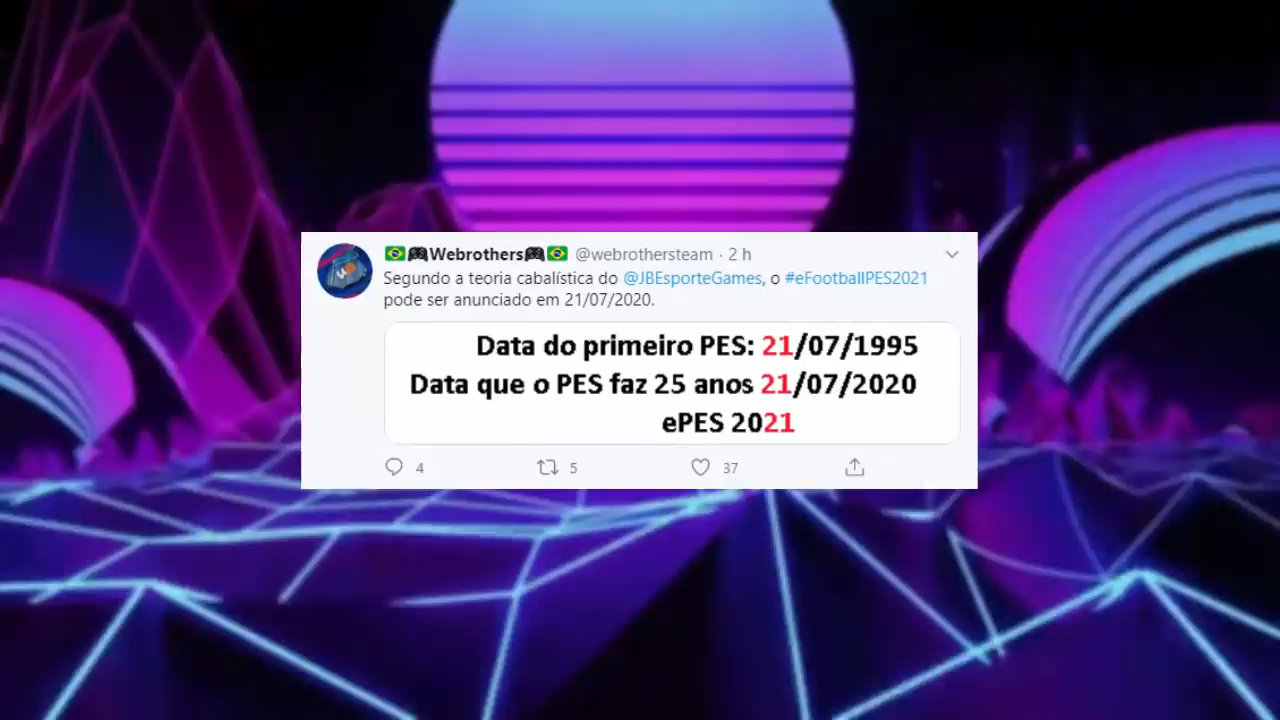 🇧🇷🎮Webrothers🎮🇧🇷 @webrothersteam · 2 h
Segundo a teoria cabalística do @JBEsporteGames, o #eFootballPES2021
pode ser anunciado em 21/07/2020.
Data do primeiro PES: 21/07/1995
Data que o PES faz 25 anos 21/07/2020
ePES 2021
4 5 37